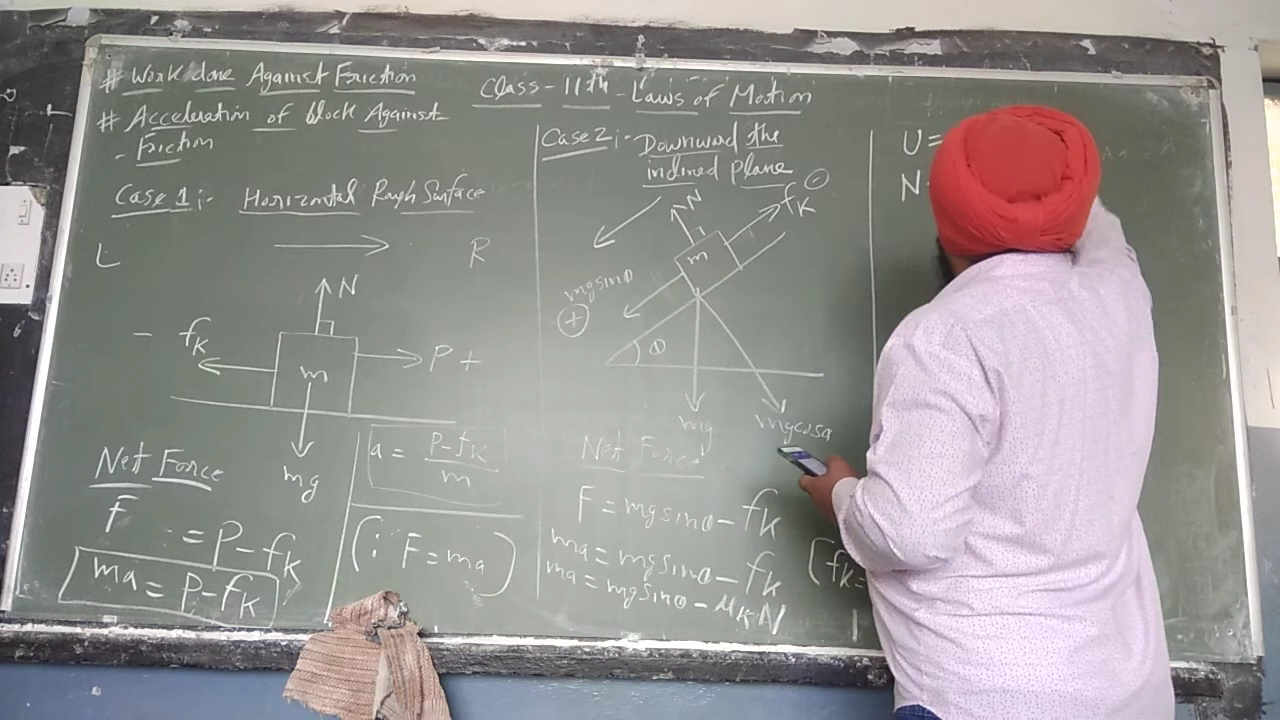 # Work done Against Friction
# Acceleration of block Against
- Friction
Class - 11th - Laws of Motion
Case 1 :- Horizontal Rough Surface
L
R
N
-
fK
m
P +
mg
Net Force
F = P - fK
ma = P - fK
a = P - fK / m
(∵ F = ma)
Case 2 :- Downward the
inclined plane
N
fK
-
m
mg sinθ
+
θ
mg
mg cosθ
Net Force
F = mg sinθ - fK
ma = mg sinθ - fK
ma = mg sinθ - μKN
(fK =
U =
N